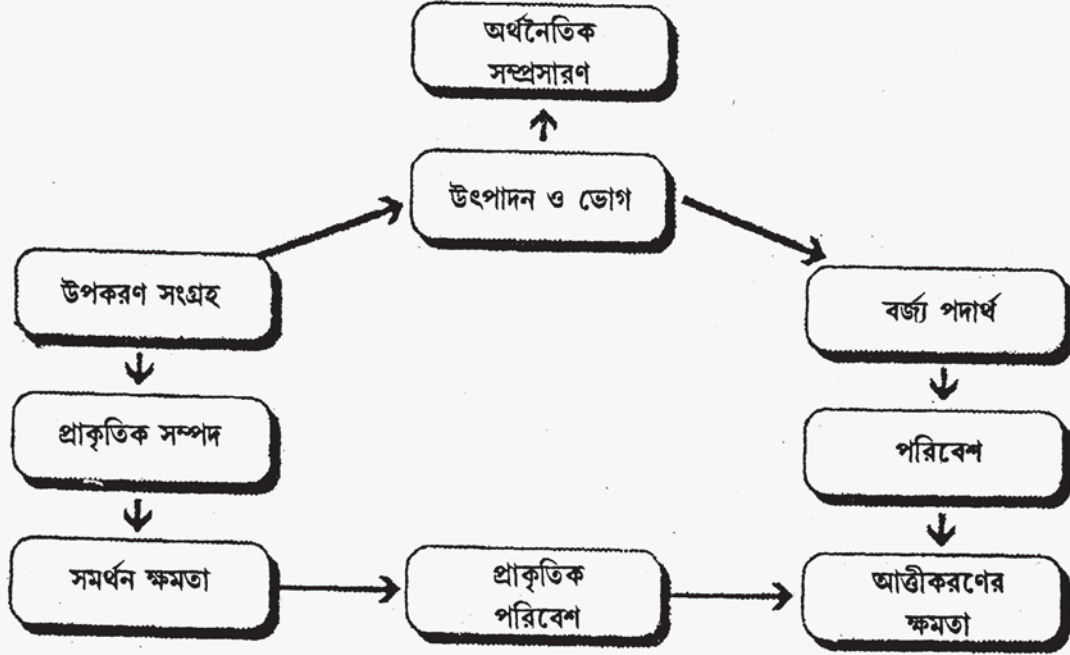 অর্থনৈতিক
সম্প্রসারণ
উৎপাদন ও ভোগ
উপকরণ সংগ্রহ
বর্জ্য পদার্থ
প্রাকৃতিক সম্পদ
পরিবেশ
সমর্থন ক্ষমতা
প্রাকৃতিক
পরিবেশ
আত্তীকরণের
ক্ষমতা